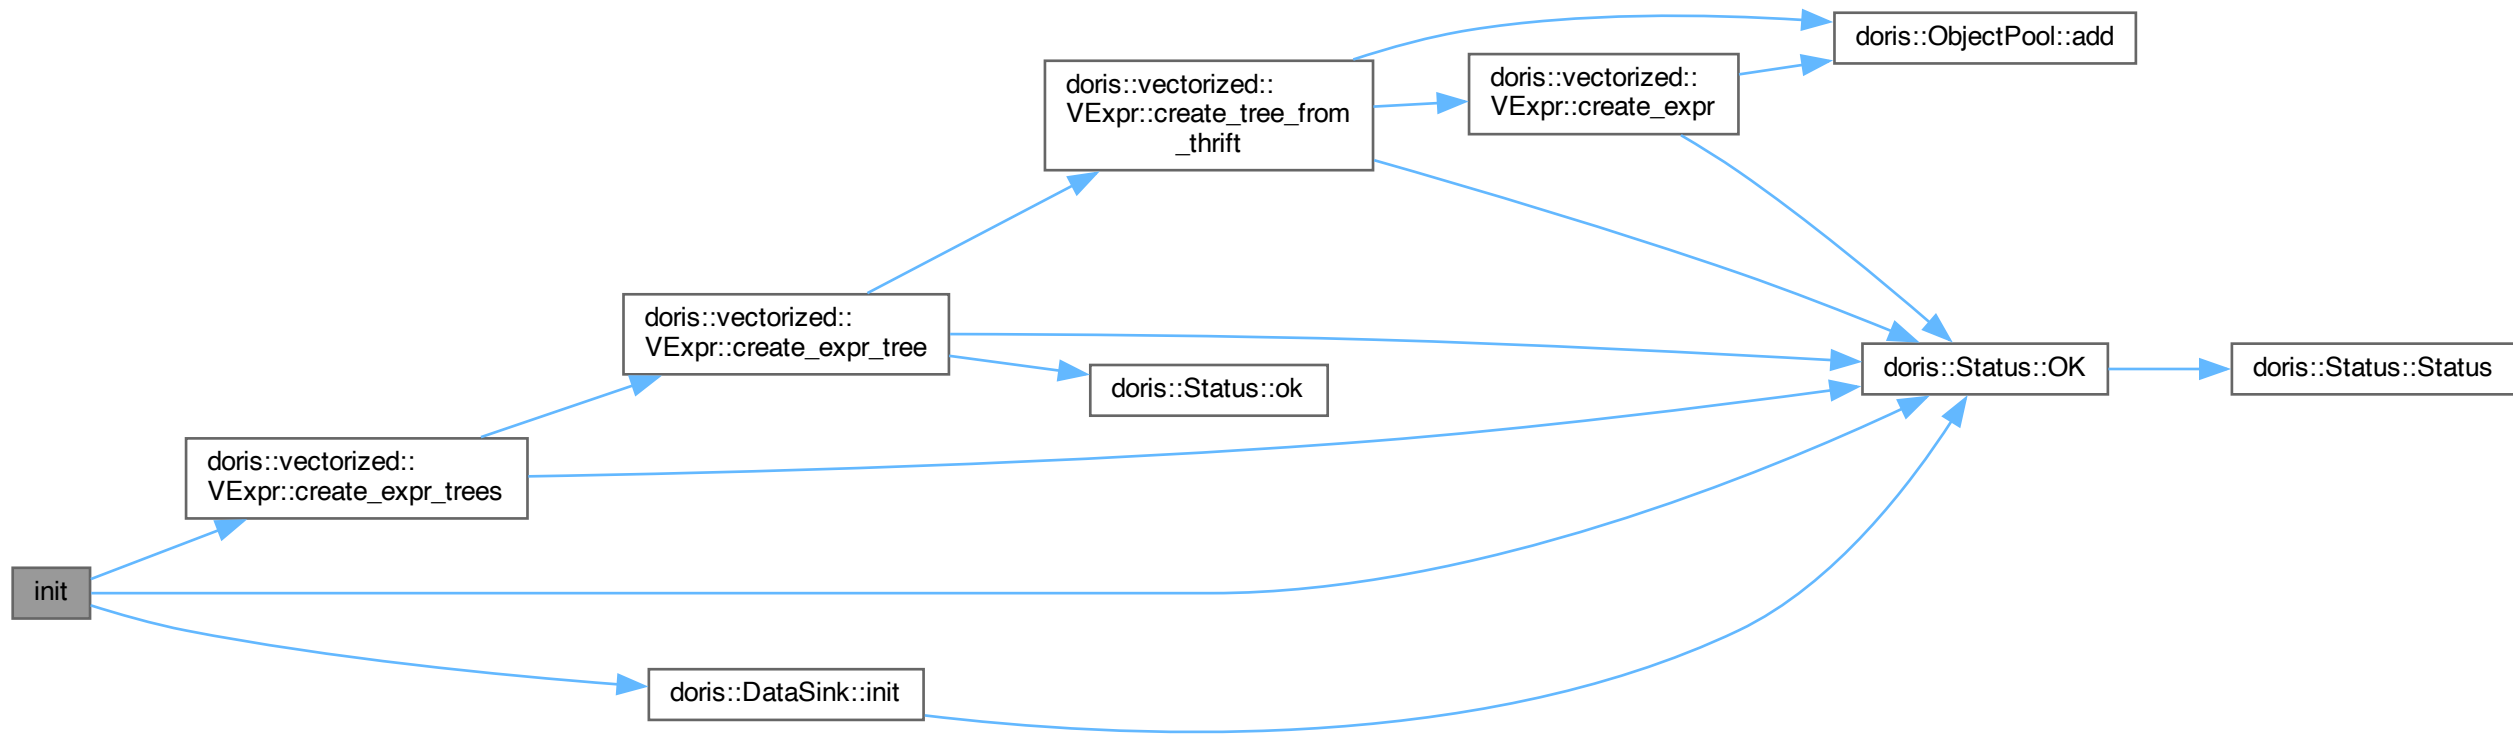 init
doris::vectorized::
VExpr::create_expr_trees
doris::vectorized::
VExpr::create_expr_tree
doris::vectorized::
VExpr::create_tree_from
_thrift
doris::vectorized::
VExpr::create_expr
doris::ObjectPool::add
doris::Status::OK
doris::Status::Status
doris::Status::ok
doris::DataSink::init